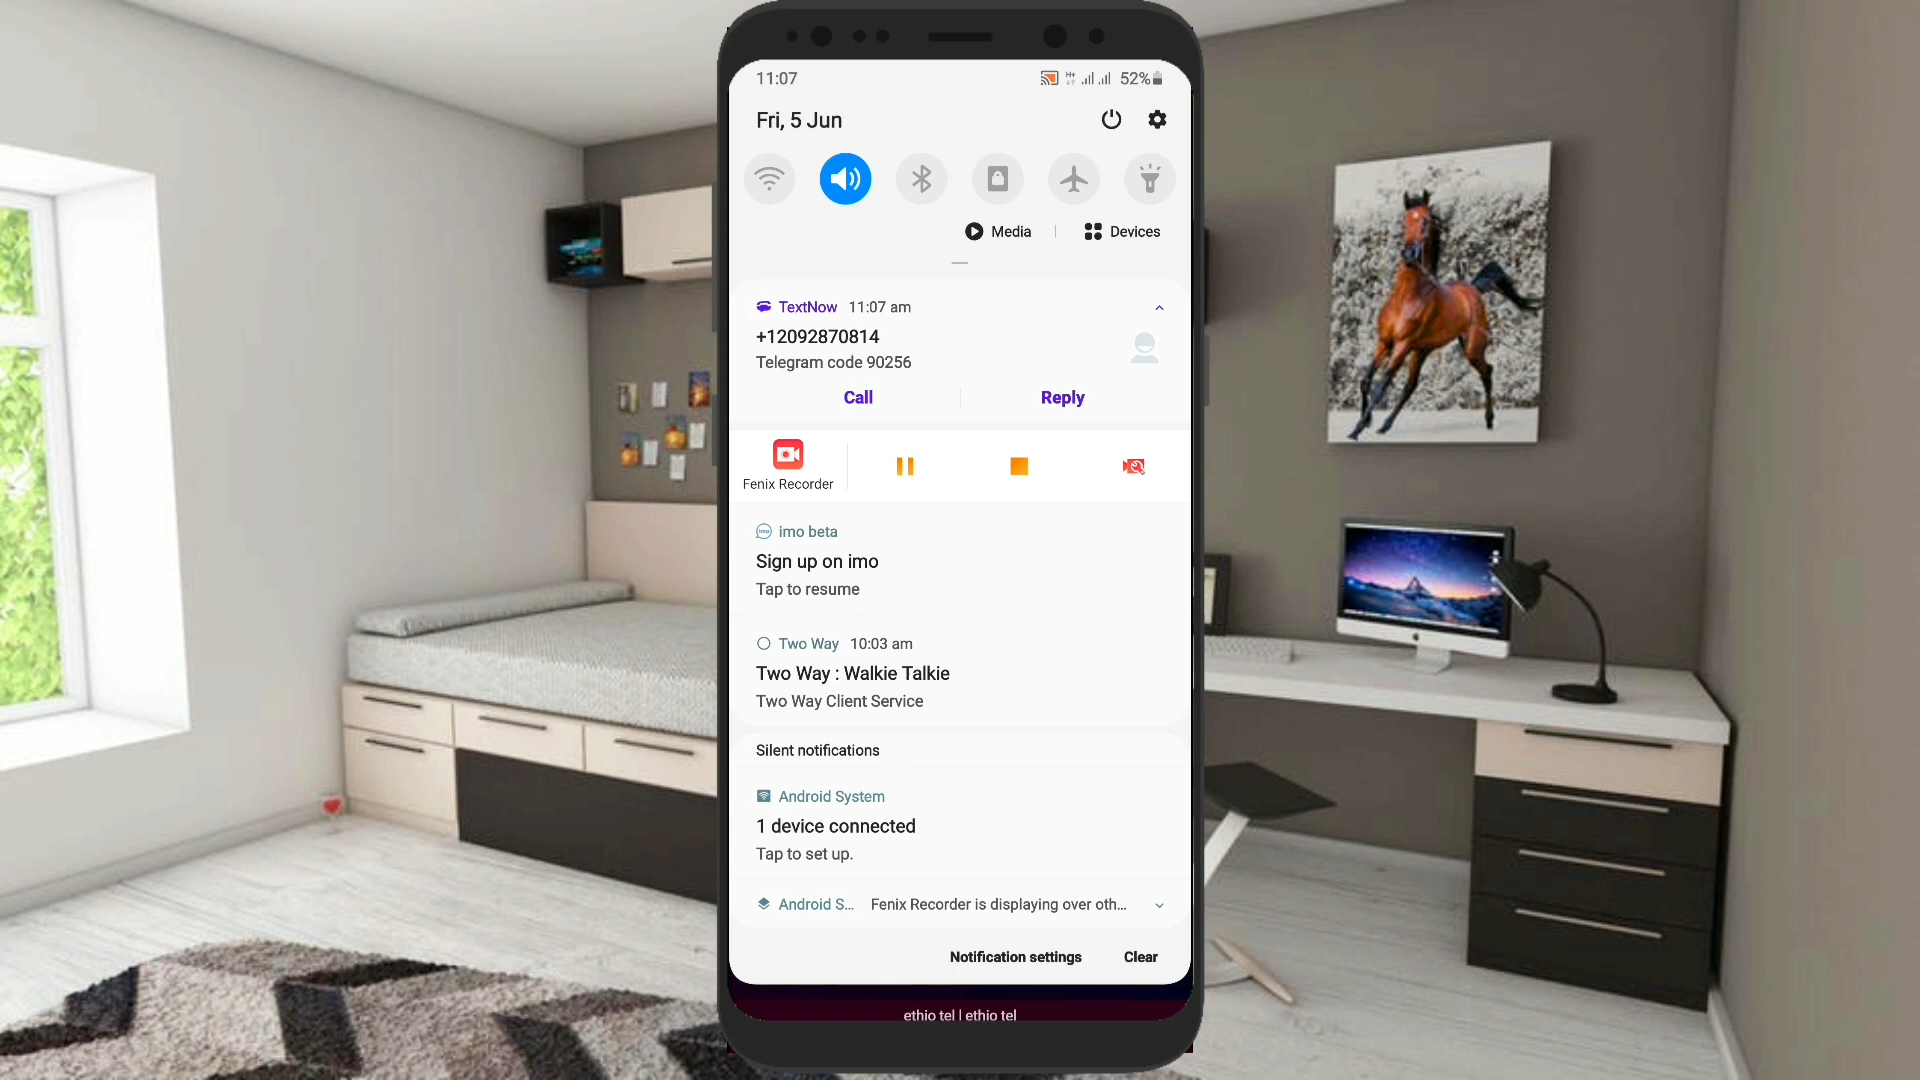 11:07
H+ 52%
Fri, 5 Jun
Media
Devices
TextNow 11:07 am
+12092870814
Telegram code 90256
Call
Reply
Fenix Recorder
imo beta
Sign up on imo
Tap to resume
Two Way 10:03 am
Two Way : Walkie Talkie
Two Way Client Service
Silent notifications
Android System
1 device connected
Tap to set up.
Android S... Fenix Recorder is displaying over oth...
Notification settings
Clear
ethio tel | ethio tel